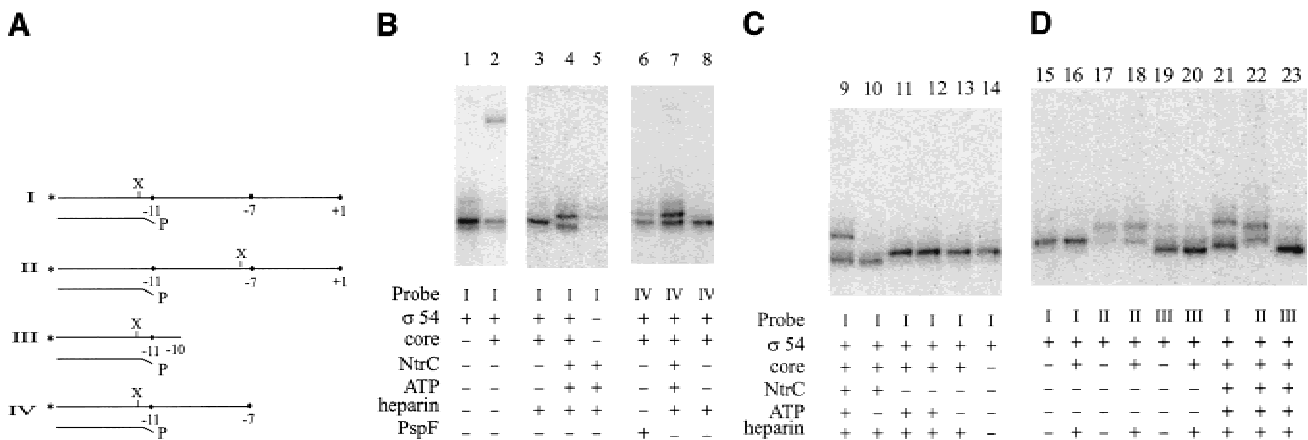 A
I * X -11 -7 +1
P
II * X -11 -7 +1
P
III * X -11 -10
P
IV * X -11 -7
P
B
1 2 3 4 5 6 7 8
Probe I I I I I IV IV IV
σ 54 + + + + – + + +
core – + + + – + + +
NtrC – – – + + – + –
ATP – – – + + – + –
heparin – – + + + – + +
PspF – – – – – + – –
C
9 10 11 12 13 14
Probe I I I I I I
σ 54 + + + + + +
core + + + + + –
NtrC + + – – – –
ATP + – + + – –
heparin + + + + + –
D
15 16 17 18 19 20 21 22 23
I I II II III III I II III
+ + + + + + + + +
– + – + – + + + +
– – – – – – + + +
– – – – – – + + +
– + – + – + + + +